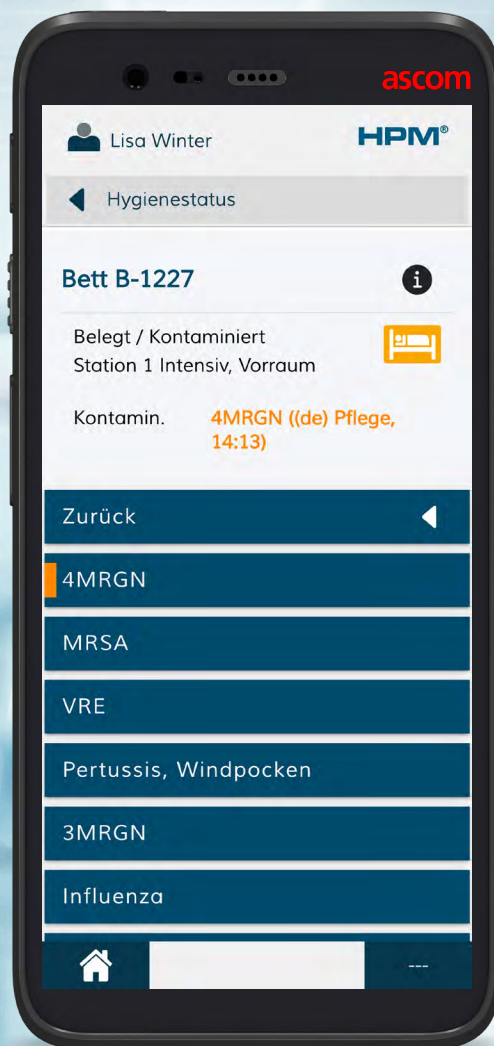 ascom
Lisa Winter
HPM®
Hygienestatus
Bett B-1227
i
Belegt / Kontaminiert
Station 1 Intensiv, Vorraum
Kontamin.
4MRGN ((de) Pflege,
14:13)
Zurück
4MRGN
MRSA
VRE
Pertussis, Windpocken
3MRGN
Influenza
---